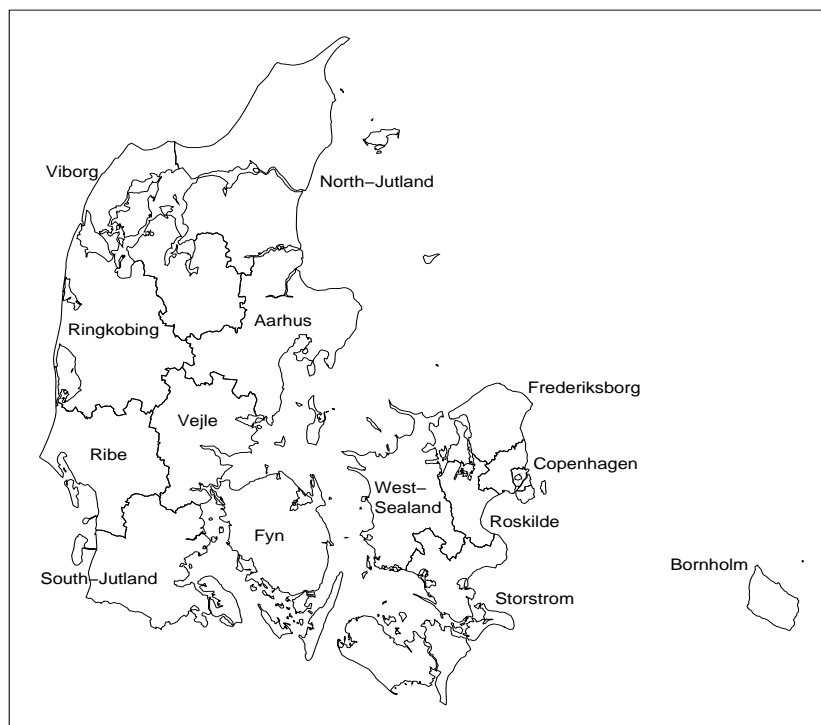 Viborg
North–Jutland
Ringkobing
Aarhus
Frederiksborg
Vejle
Ribe
Copenhagen
West–
Sealand
Roskilde
Fyn
South–Jutland
Bornholm
Storstrom